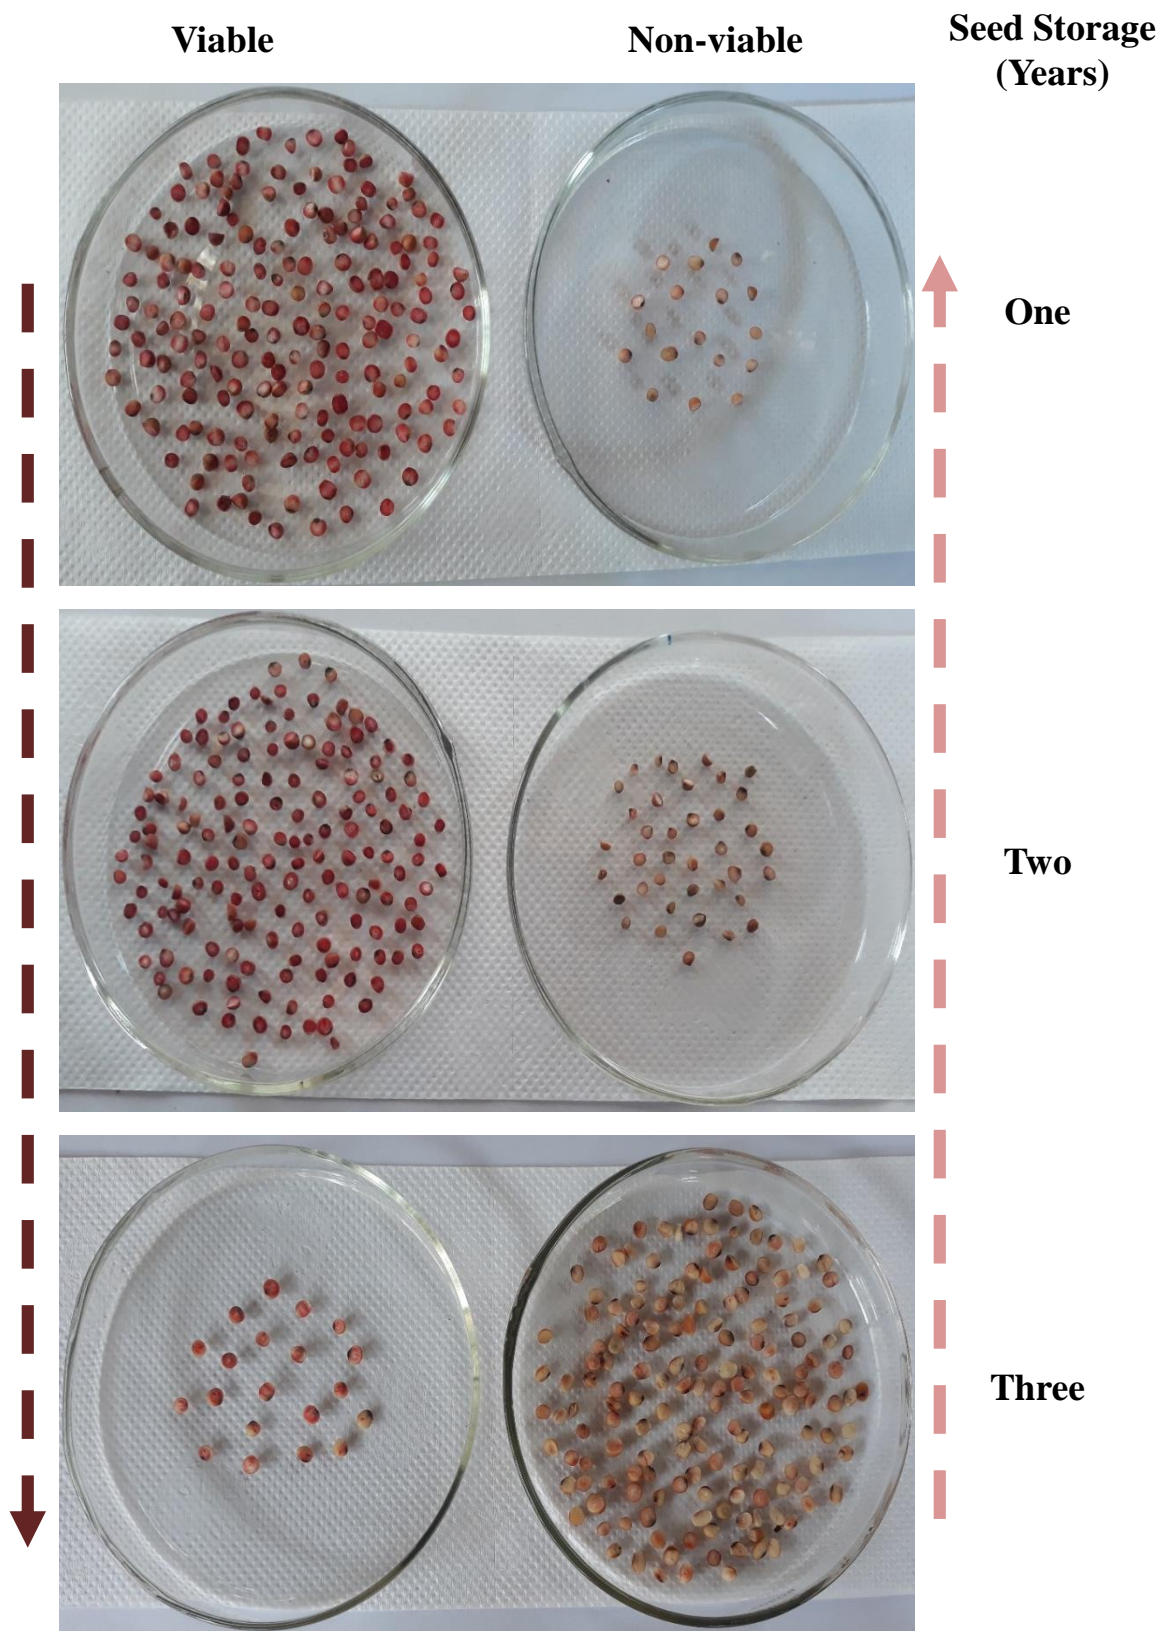 Viable
Non-viable
Seed Storage
(Years)
One
Two
Three